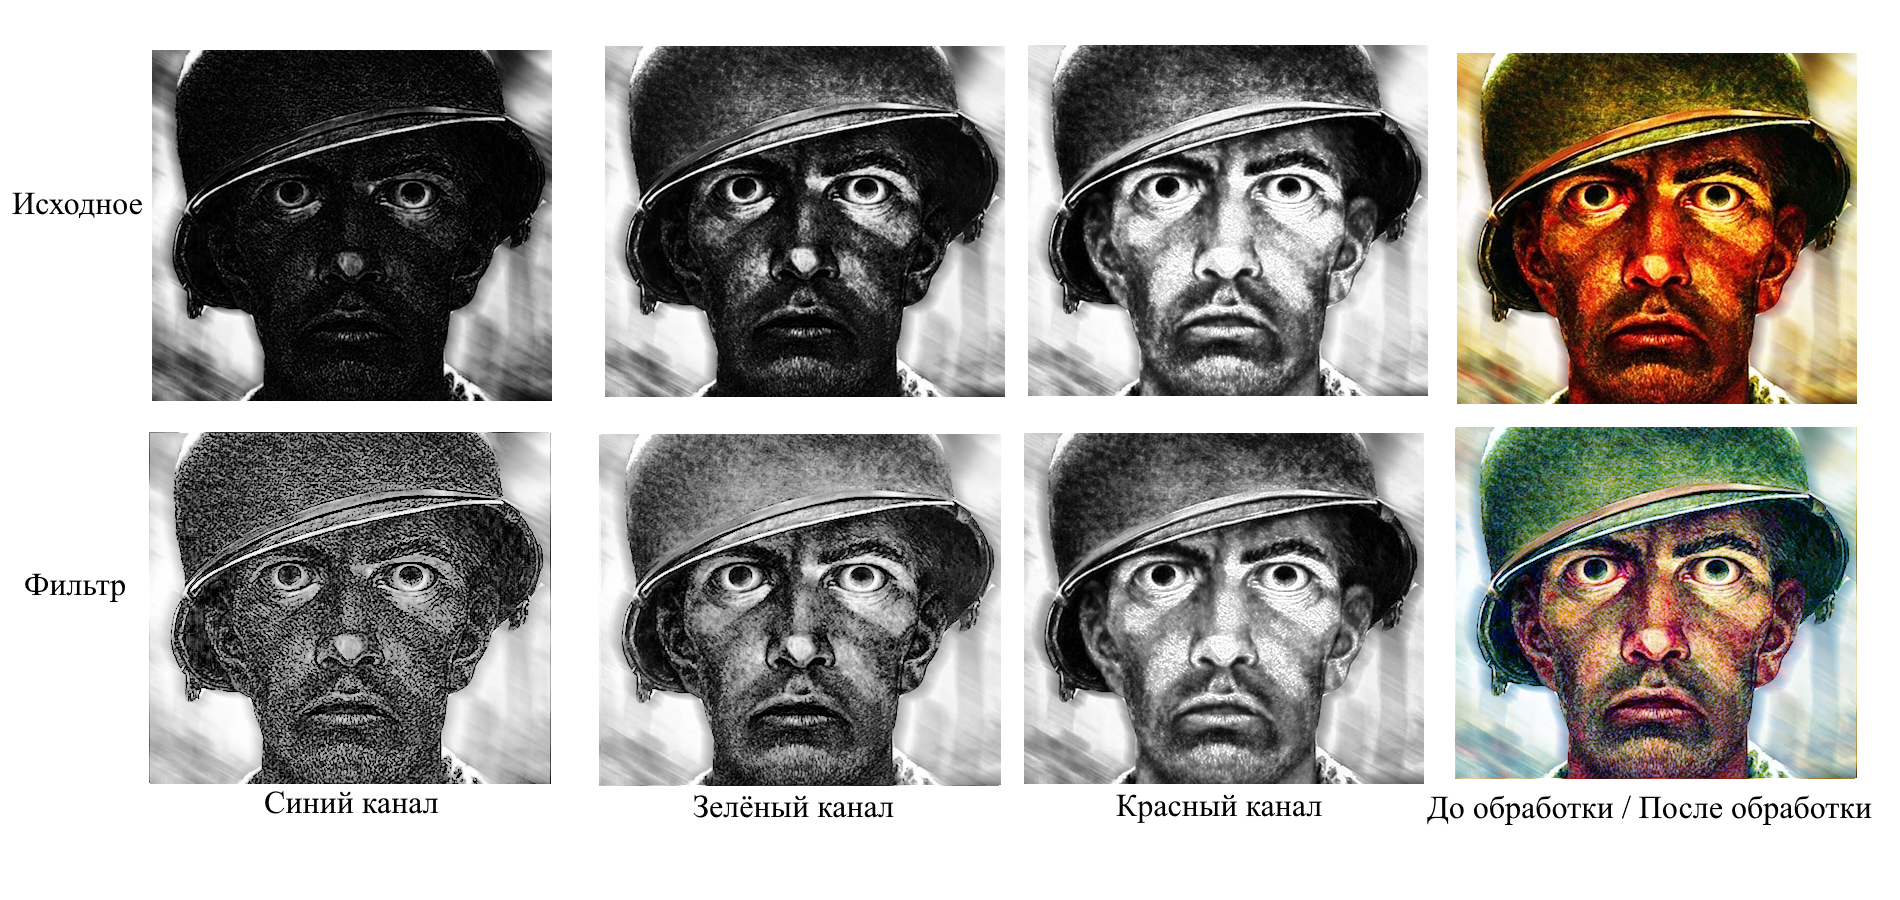 Исходное
Фильтр
Синий канал
Зелёный канал
Красный канал
До обработки / После обработки